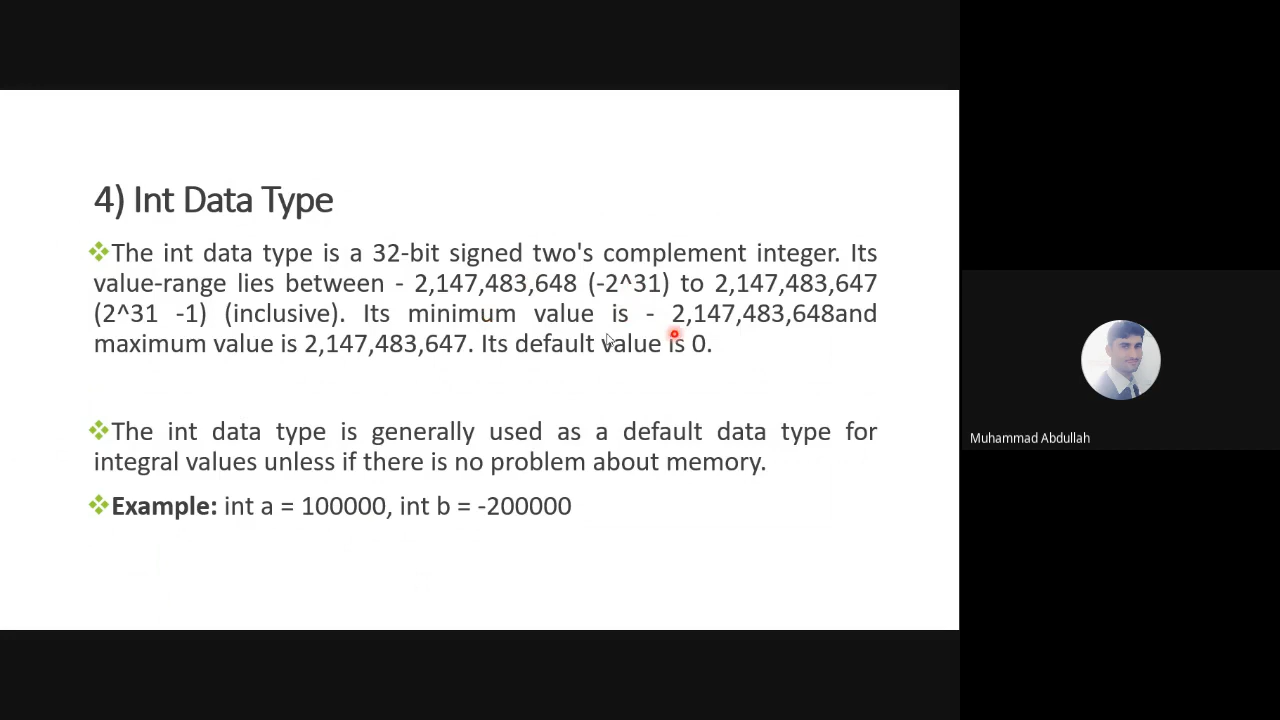 4) Int Data Type
❖The int data type is a 32-bit signed two's complement integer. Its
value-range lies between - 2,147,483,648 (-2^31) to 2,147,483,647
(2^31 -1) (inclusive). Its minimum value is - 2,147,483,648and
maximum value is 2,147,483,647. Its default value is 0.
❖The int data type is generally used as a default data type for
integral values unless if there is no problem about memory.
❖Example: int a = 100000, int b = -200000
Muhammad Abdullah